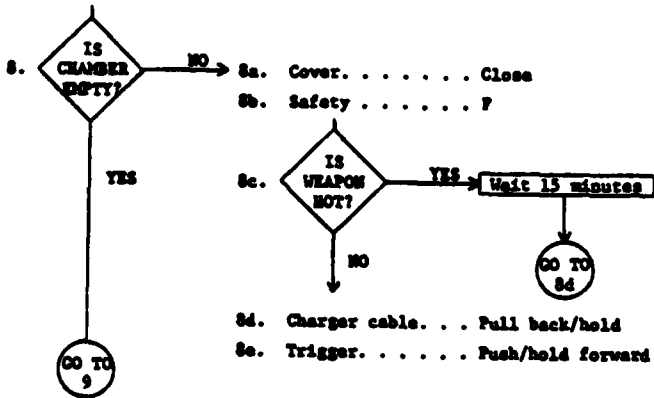 8.
IS
CHAMBER
EMPTY?
NO
8a. Cover. . . . . . . Close
8b. Safety . . . . . . F
YES
8c.
IS
WEAPON
HOT?
YES
Wait 15 minutes
NO
GO TO
8d
8d. Charger cable. . . Pull back/hold
8e. Trigger. . . . . . Push/hold forward
GO TO
9